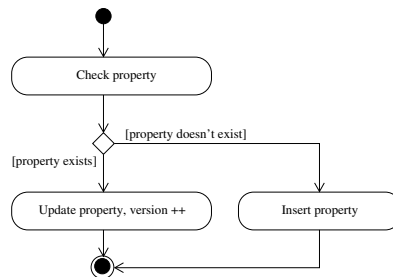 Check property
[property doesn't exist]
[property exists]
Update property, version ++
Insert property